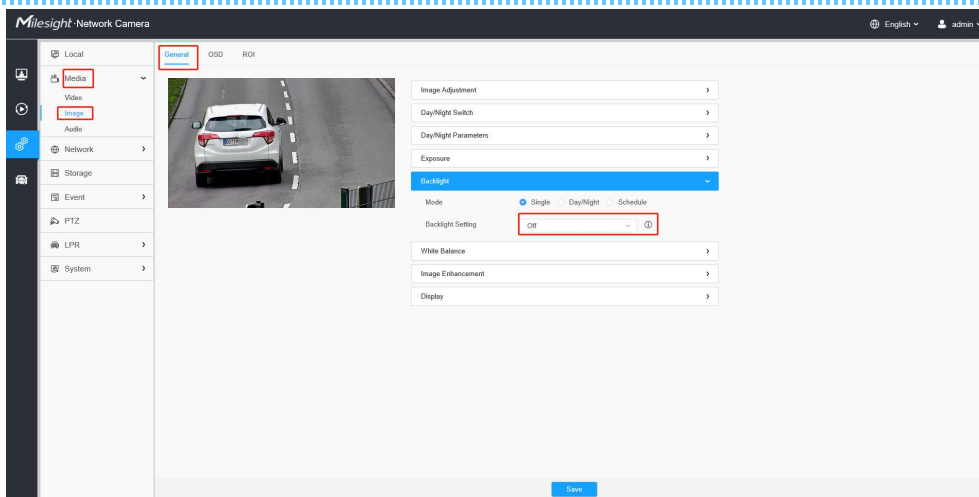 Milesight · Network Camera
English
admin
Local
General OSD ROI
Media
Video
Image
Audio
Network
Storage
Event
PTZ
LPR
System
Image Adjustment
Day/Night Switch
Day/Night Parameters
Exposure
Backlight
Mode Single Day/Night Schedule
Backlight Setting Off
White Balance
Image Enhancement
Display
Save